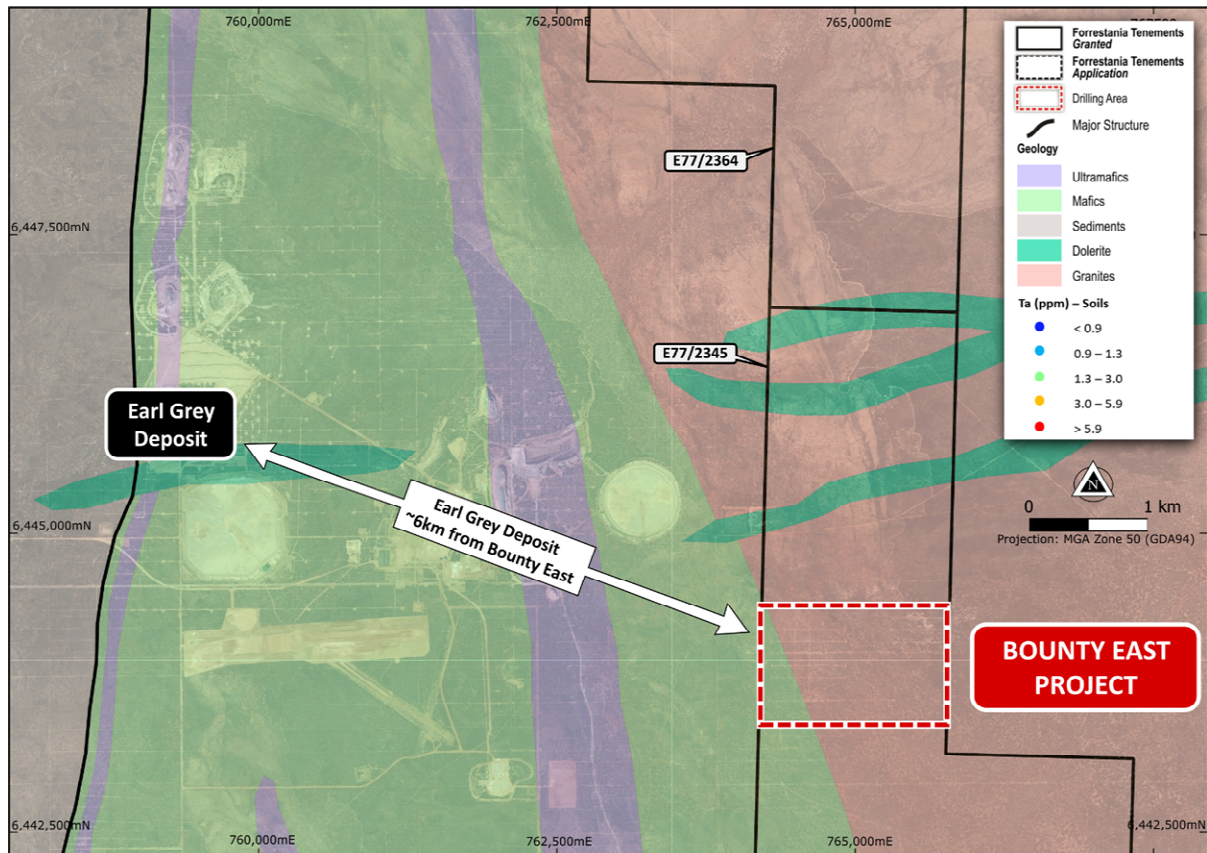 760,000mE
762,500mE
765,000mE
Forrestania Tenements
Granted
Forrestania Tenements
Application
Drilling Area
Major Structure
Geology
Ultramafics
Mafics
Sediments
Dolerite
Granites
Ta (ppm) – Soils
< 0.9
0.9 – 1.3
1.3 – 3.0
3.0 – 5.9
> 5.9
E77/2364
6,447,500mN
E77/2345
Earl Grey
Deposit
Earl Grey Deposit
~6km from Bounty East
N
0
1 km
Projection: MGA Zone 50 (GDA94)
6,445,000mN
BOUNTY EAST
PROJECT
6,442,500mN
6,442,500mN
760,000mE
762,500mE
765,000mE